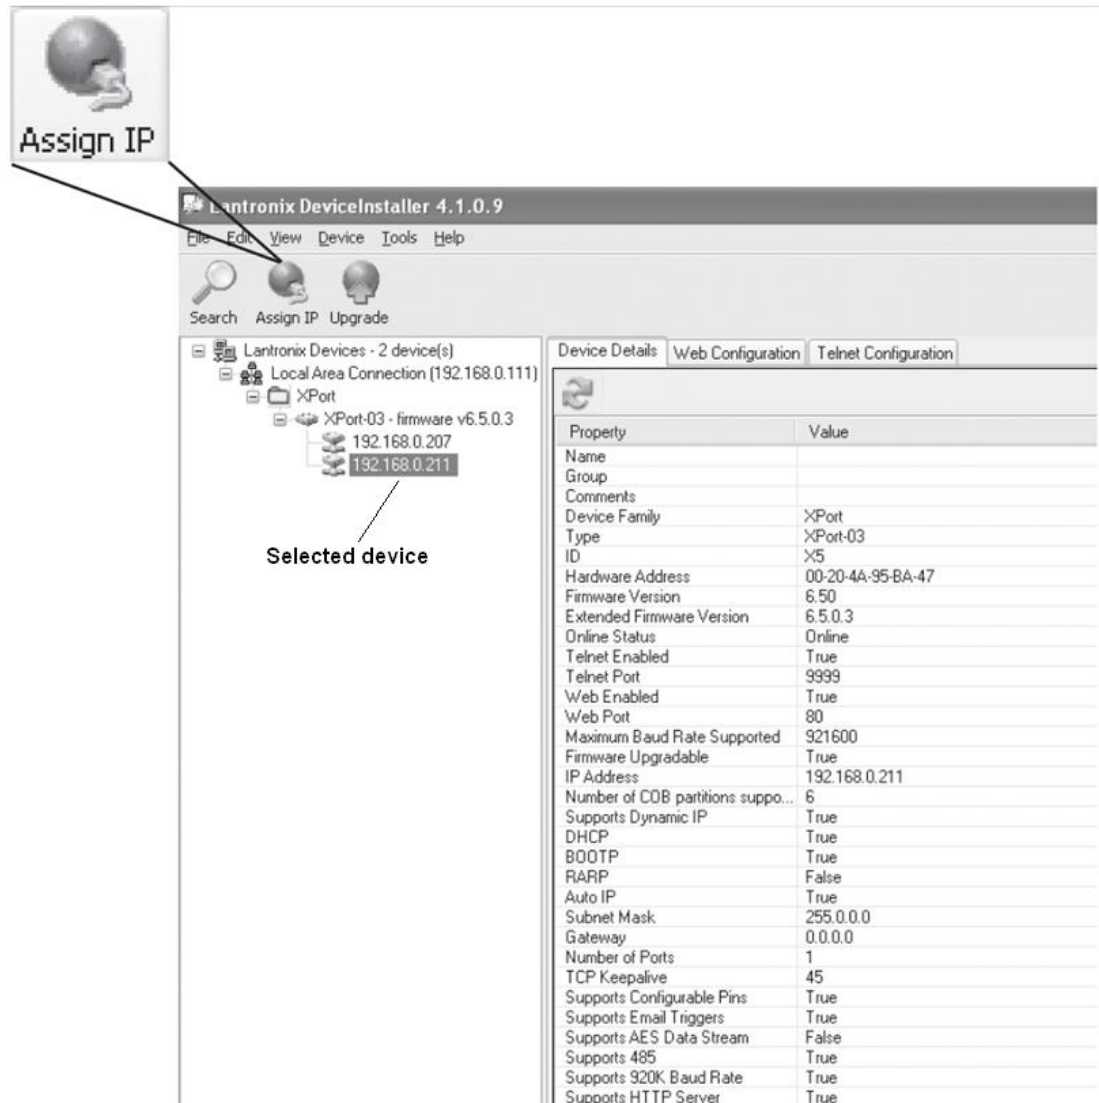 Assign IP
Lantronix DeviceInstaller 4.1.0.9
File Edit View Device Tools Help
Search Assign IP Upgrade
Lantronix Devices - 2 device(s)
Local Area Connection (192.168.0.111)
XPort
XPort-03 - firmware v6.5.0.3
192.168.0.207
192.168.0.211
Selected device
Device Details Web Configuration Telnet Configuration
Property Value
Name
Group
Comments
Device Family XPort
Type XPort-03
ID X5
Hardware Address 00-20-4A-95-BA-47
Firmware Version 6.50
Extended Firmware Version 6.5.0.3
Online Status Online
Telnet Enabled True
Telnet Port 9999
Web Enabled True
Web Port 80
Maximum Baud Rate Supported 921600
Firmware Upgradable True
IP Address 192.168.0.211
Number of COB partitions suppo... 6
Supports Dynamic IP True
DHCP True
BOOTP True
RARP False
Auto IP True
Subnet Mask 255.0.0.0
Gateway 0.0.0.0
Number of Ports 1
TCP Keepalive 45
Supports Configurable Pins True
Supports Email Triggers True
Supports AES Data Stream False
Supports 485 True
Supports 920K Baud Rate True
Supports HTTP Server True